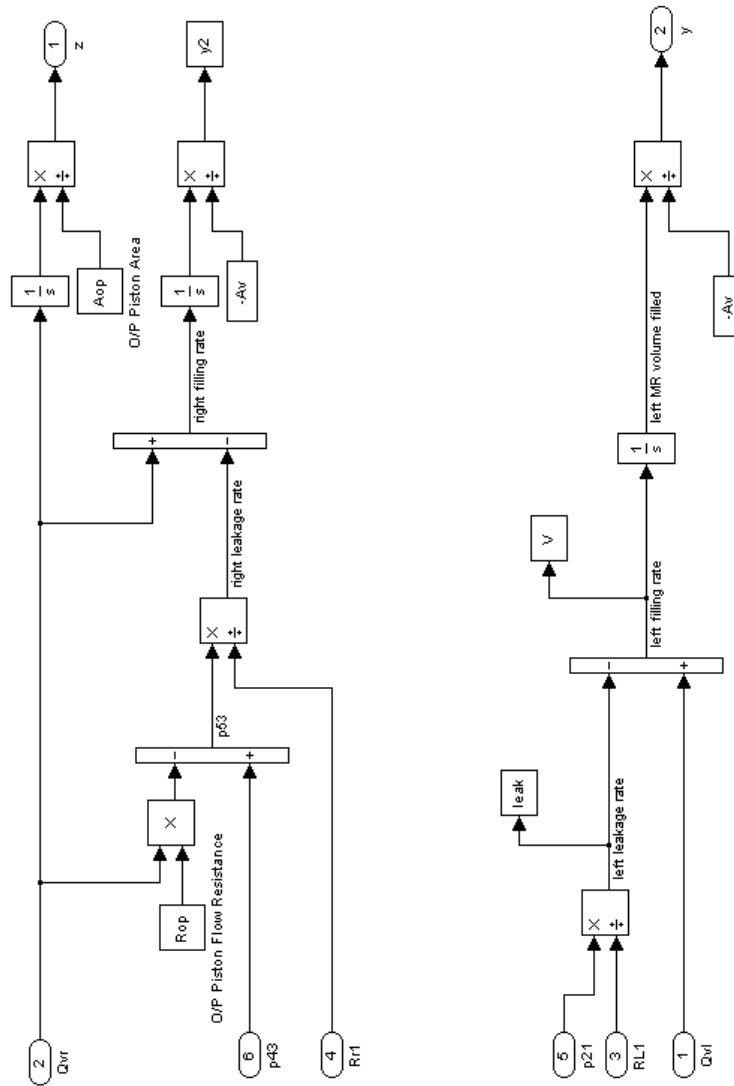 2
Qvr
Rop
O/P Piston Flow Resistance
×
6
p43
−
+
p53
4
Rr1
×
÷
right leakage rate
+
−
right filling rate
1
s
Aop
O/P Piston Area
×
÷
1
z
1
s
-Av
×
÷
y2
5
p21
3
RL1
×
÷
leak
left leakage rate
1
Qvl
−
+
V
left filling rate
1
s
left MR volume filled
-Av
×
÷
2
y